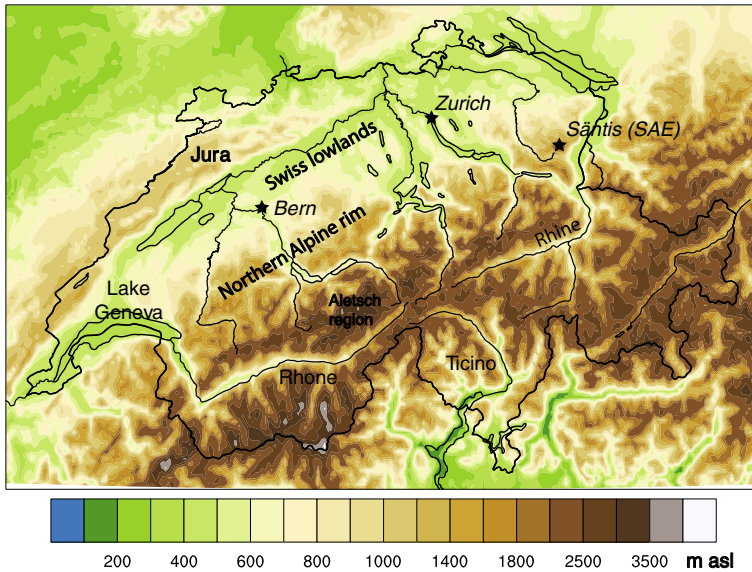 Zurich
Säntis (SAE)
Jura
Swiss lowlands
Bern
Northern Alpine rim
Rhine
Lake
Geneva
Aletsch
region
Rhone
Ticino
200 400 600 800 1000 1400 1800 2500 3500 m asl